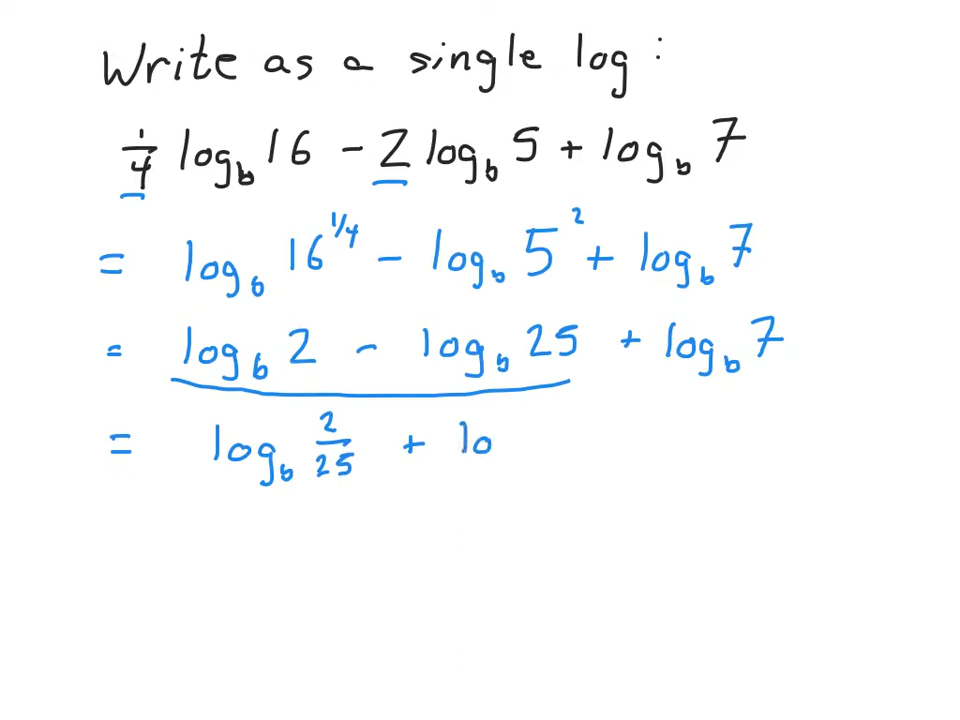 Write as a single log:
1/4 log_b 16 - 2 log_b 5 + log_b 7
= log_b 16^1/4 - log_b 5^2 + log_b 7
= log_b 2 - log_b 25 + log_b 7
= log_b 2/25 + lo